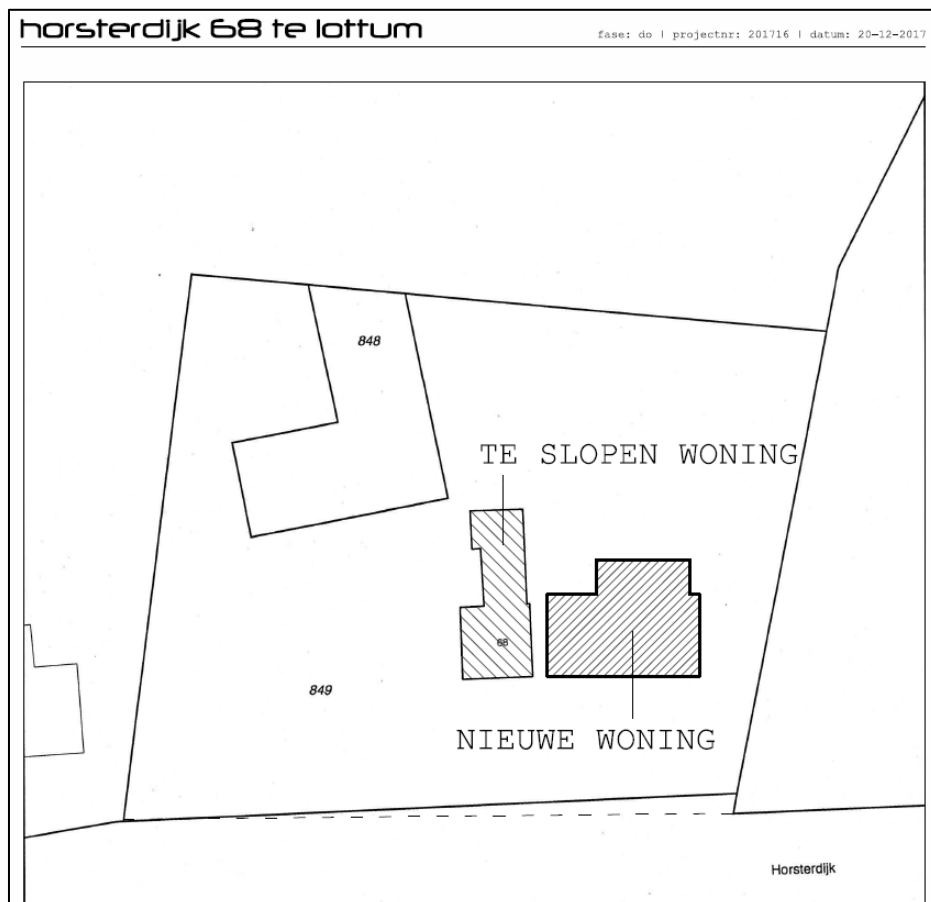 horsterdijk 68 te lottum
fase: do | projectnr: 201716 | datum: 20-12-2017
848
TE SLOPEN WONING
68
849
NIEUWE WONING
Horsterdijk